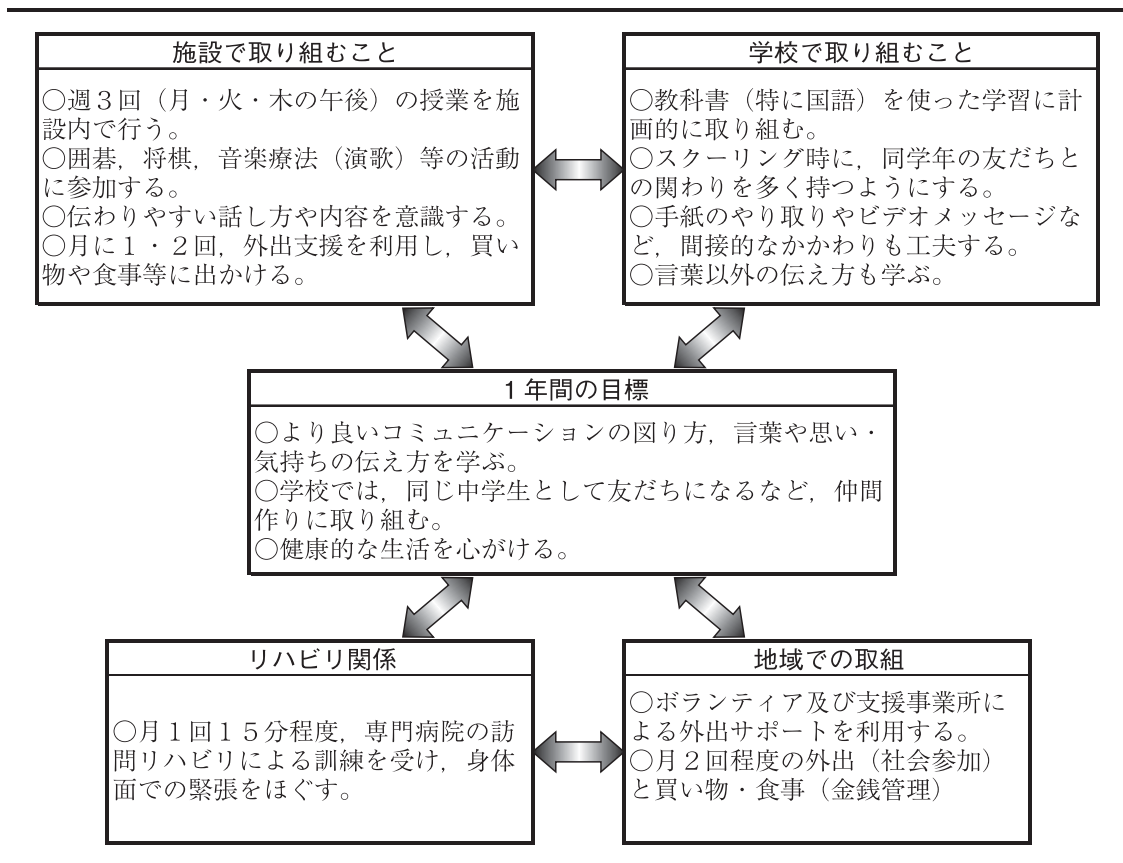 施設で取り組むこと
○週３回（月・火・木の午後）の授業を施
設内で行う。
○囲碁，将棋，音楽療法（演歌）等の活動
に参加する。
○伝わりやすい話し方や内容を意識する。
○月に１・２回，外出支援を利用し，買い
物や食事等に出かける。
学校で取り組むこと
○教科書（特に国語）を使った学習に計
画的に取り組む。
○スクーリング時に，同学年の友だちと
の関わりを多く持つようにする。
○手紙のやり取りやビデオメッセージな
ど，間接的なかかわりも工夫する。
○言葉以外の伝え方も学ぶ。
１年間の目標
○より良いコミュニケーションの図り方，言葉や思い・
気持ちの伝え方を学ぶ。
○学校では，同じ中学生として友だちになるなど，仲間
作りに取り組む。
○健康的な生活を心がける。
リハビリ関係
○月１回１５分程度，専門病院の訪
問リハビリによる訓練を受け，身体
面での緊張をほぐす。
地域での取組
○ボランティア及び支援事業所に
よる外出サポートを利用する。
○月２回程度の外出（社会参加）
と買い物・食事（金銭管理）